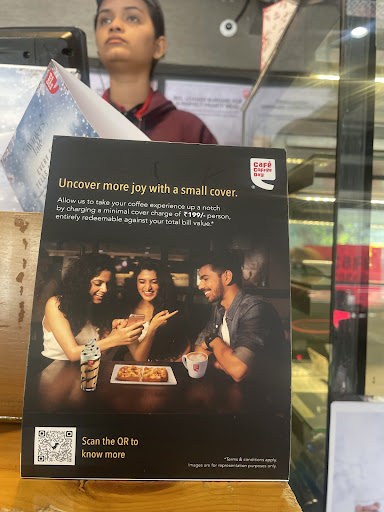 Café
Coffee
Day
Uncover more joy with a small cover.
Allow us to take your coffee experience up a notch
by charging a minimal cover charge of ₹199/- person,
entirely redeemable against your total bill value.*
Scan the QR to
know more
*Terms & conditions apply.
Images are for representation purposes only.